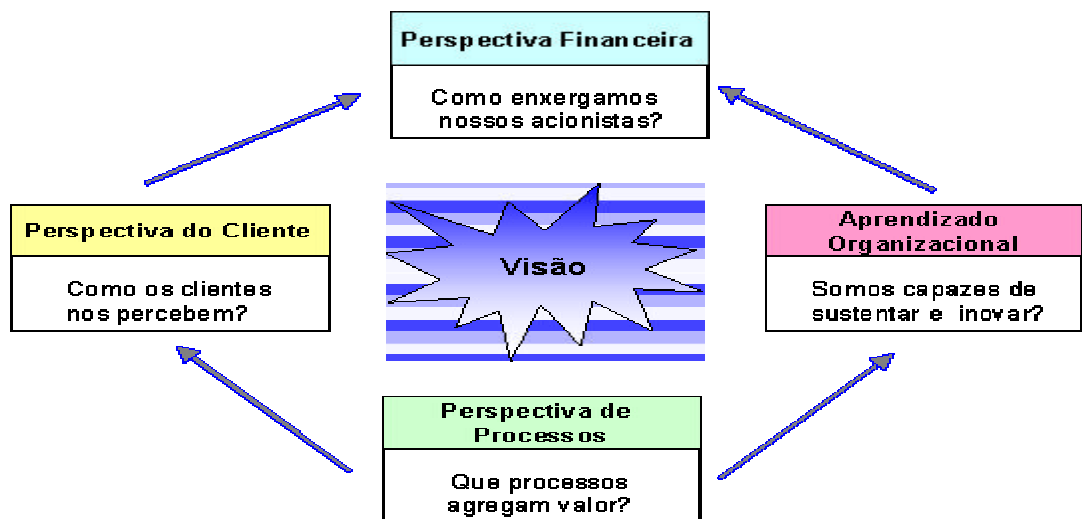 Perspectiva Financeira
Como enxergamos
nossos acionistas?
Perspectiva do Cliente
Como os clientes
nos percebem?
Visão
Aprendizado
Organizacional
Somos capazes de
sustentar e inovar?
Perspectiva de
Processos
Que processos
agregam valor?